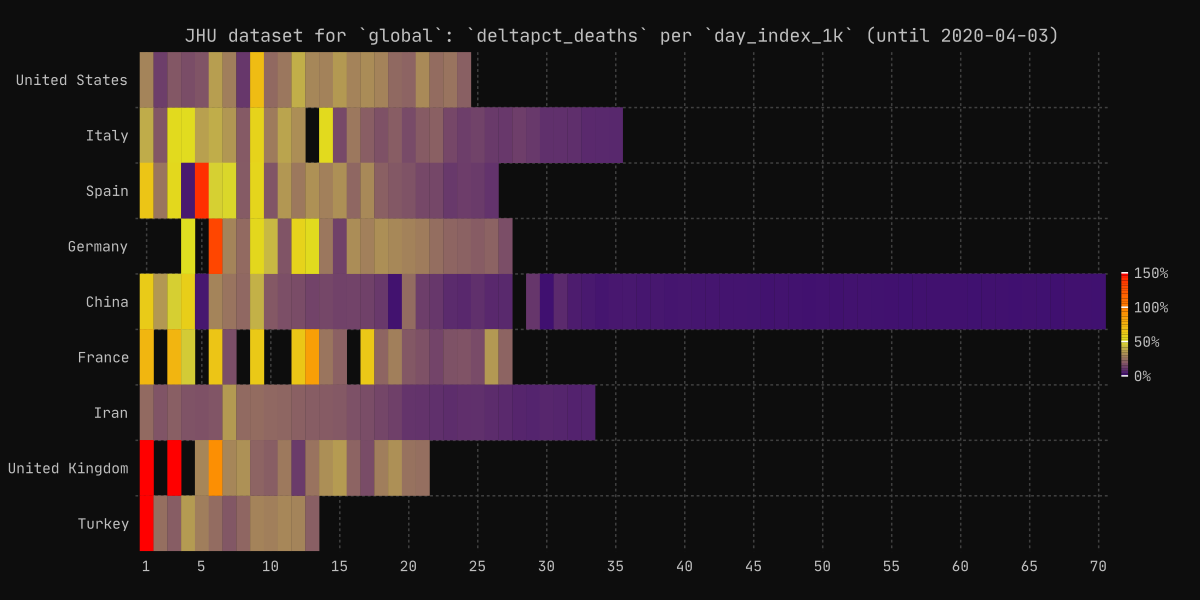 JHU dataset for `global`: `deltapct_deaths` per `day_index_1k` (until 2020-04-03)
United States
Italy
Spain
Germany
China
France
Iran
United Kingdom
Turkey
150%
100%
50%
0%
1 5 10 15 20 25 30 35 40 45 50 55 60 65 70